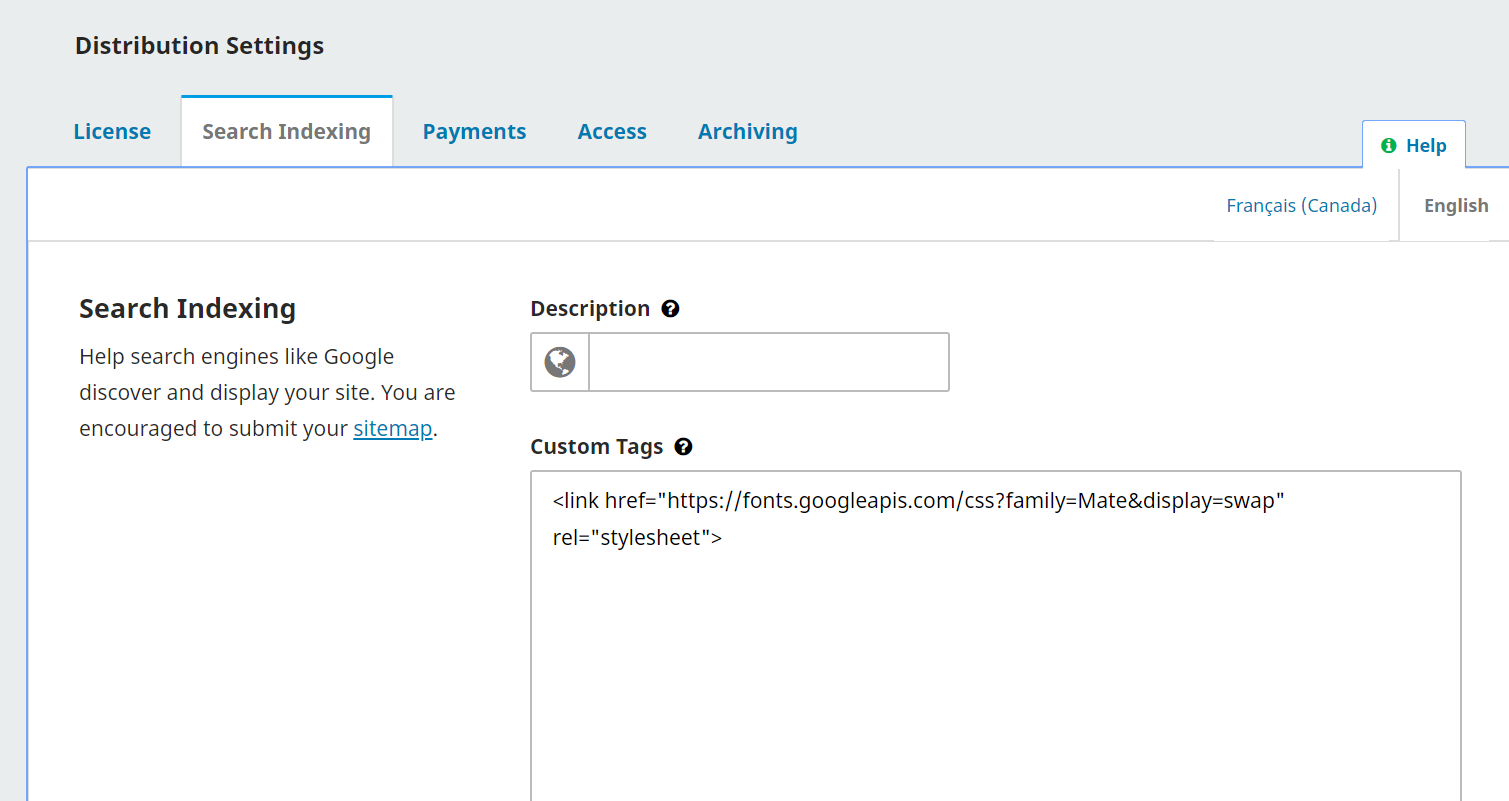 Distribution Settings
License Search Indexing Payments Access Archiving
Help
Français (Canada) English
Search Indexing
Help search engines like Google
discover and display your site. You are
encouraged to submit your sitemap.
Description
Custom Tags
<link href="https://fonts.googleapis.com/css?family=Mate&display=swap"
rel="stylesheet">